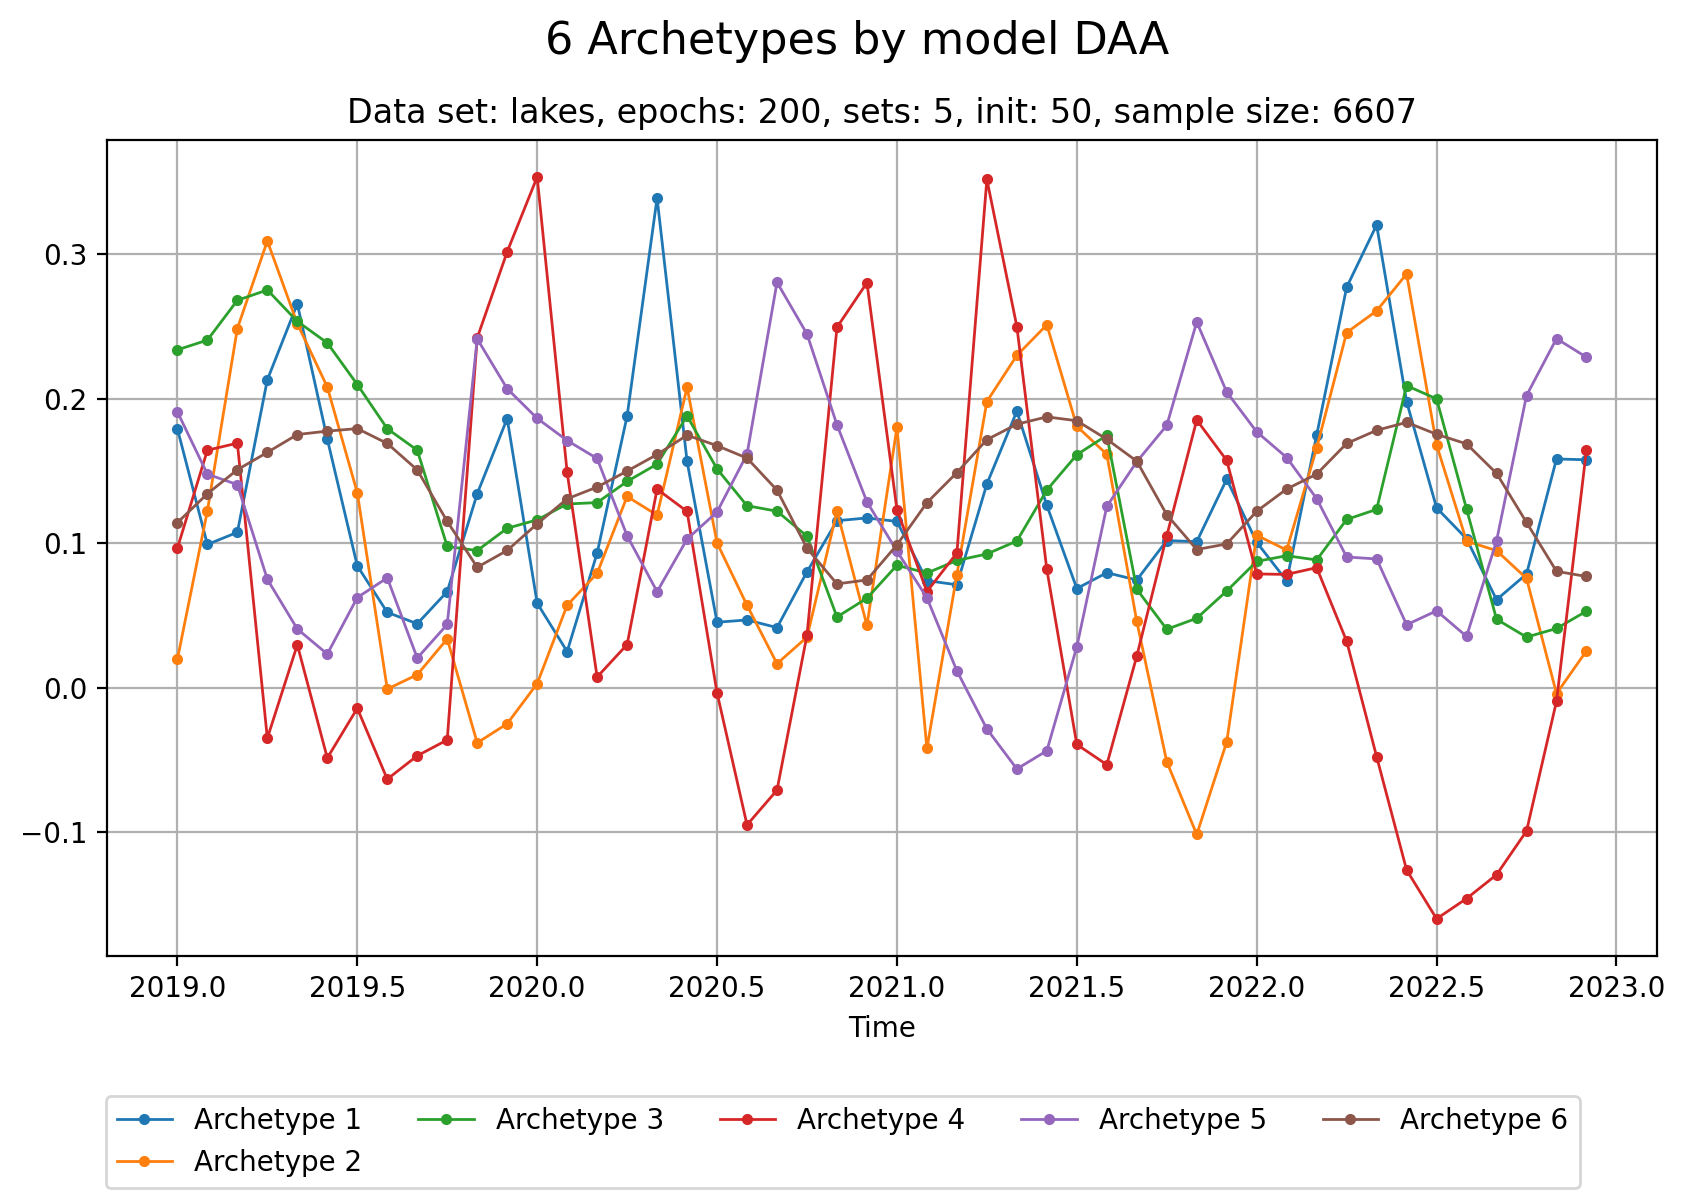 6 Archetypes by model DAA
Data set: lakes, epochs: 200, sets: 5, init: 50, sample size: 6607
0.3
0.2
0.1
0.0
−0.1
2019.0 2019.5 2020.0 2020.5 2021.0 2021.5 2022.0 2022.5 2023.0
Time
Archetype 1 Archetype 3 Archetype 4 Archetype 5 Archetype 6
Archetype 2